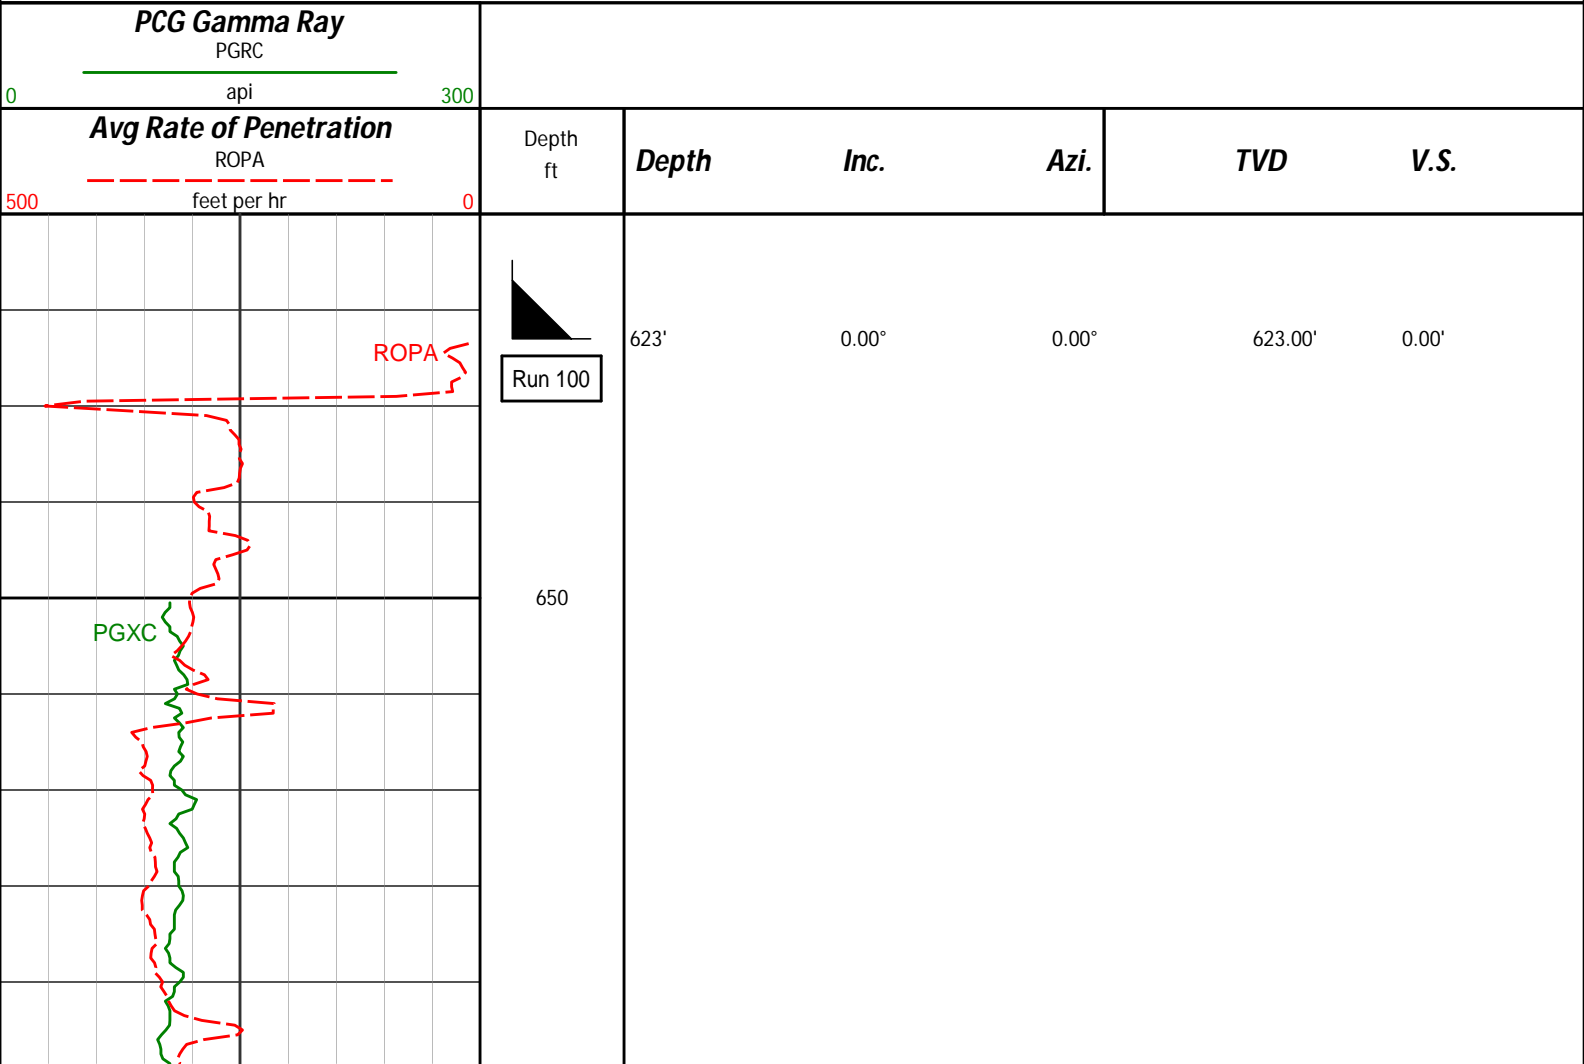 PCG Gamma Ray
PGRC
0 api 300
Avg Rate of Penetration
ROPA
500 feet per hr 0
Depth
ft
Depth Inc. Azi. TVD V.S.
623' 0.00° 0.00° 623.00' 0.00'
ROPA
Run 100
650
PGXC